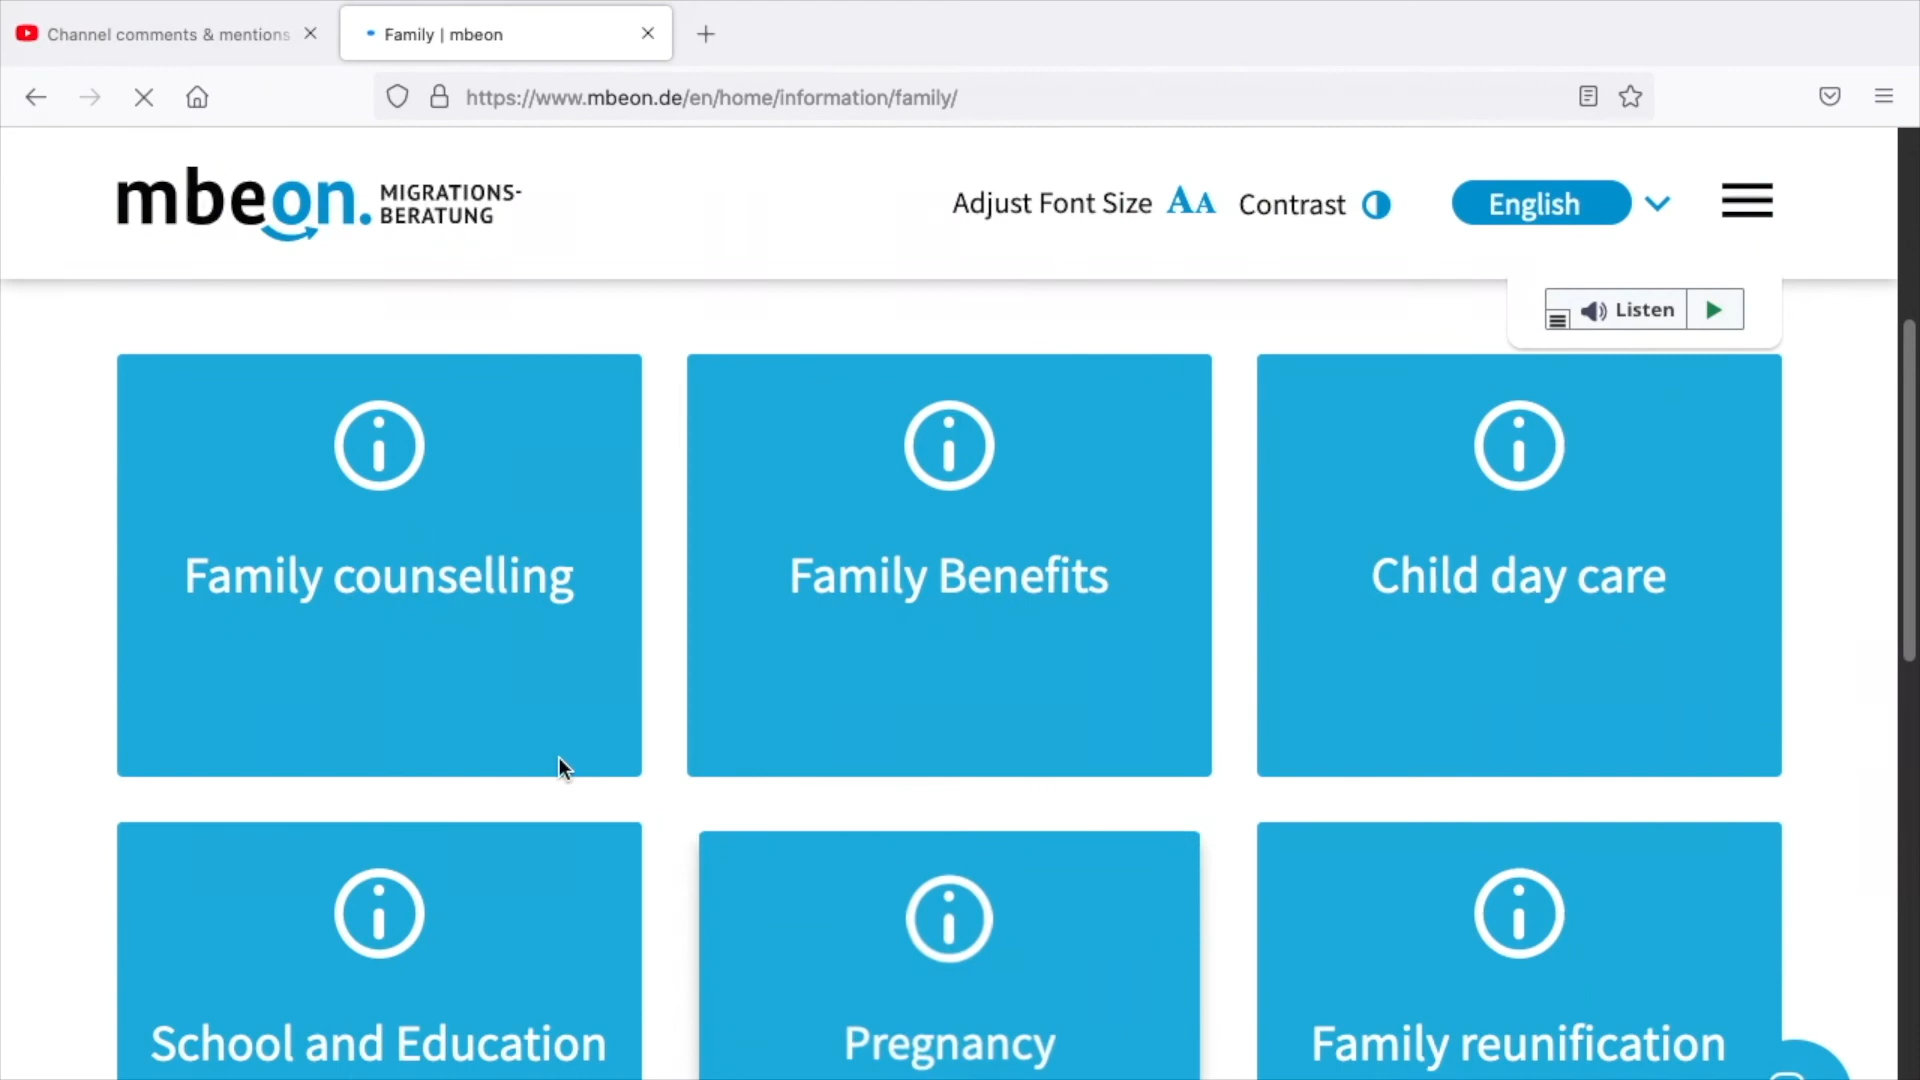 Channel comments & mentions
Family | mbeon
https://www.mbeon.de/en/home/information/family/
mbeon. MIGRATIONS-
BERATUNG
Adjust Font Size AA Contrast English
Listen
Family counselling Family Benefits Child day care
School and Education Pregnancy Family reunification